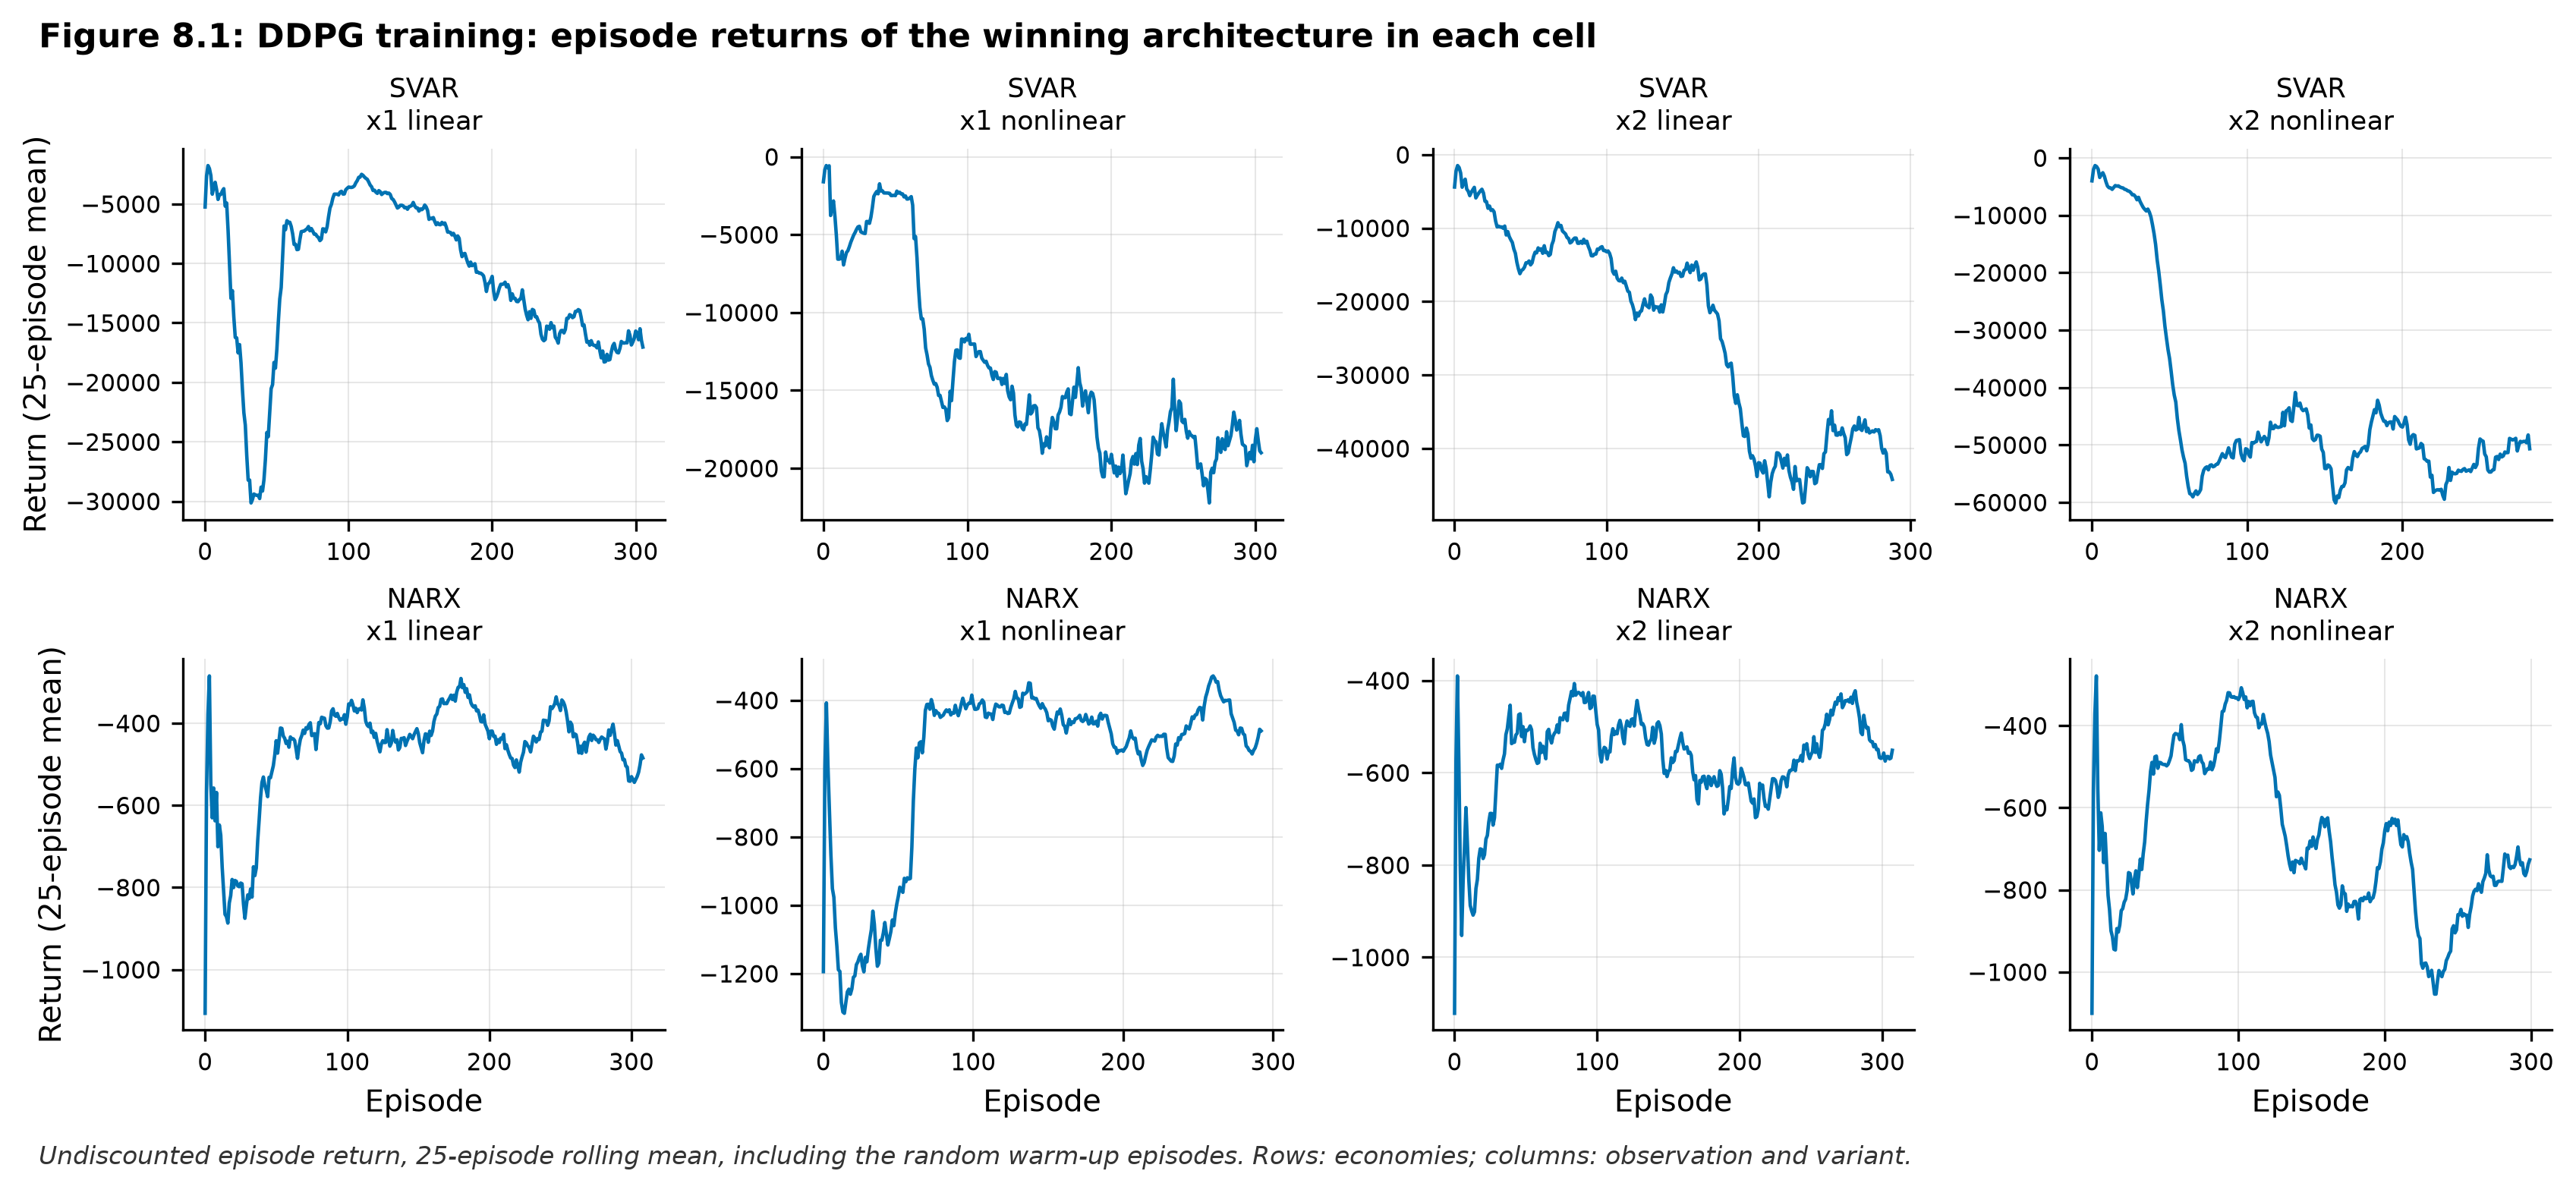 Figure 8.1: DDPG training: episode returns of the winning architecture in each cell
SVAR
x1 linear
SVAR
x1 nonlinear
SVAR
x2 linear
SVAR
x2 nonlinear
Return (25-episode mean)
−5000
−10000
−15000
−20000
−25000
−30000
0 100 200 300
0
−5000
−10000
−15000
−20000
0 100 200 300
0
−10000
−20000
−30000
−40000
0 100 200 300
0
−10000
−20000
−30000
−40000
−50000
−60000
0 100 200
NARX
x1 linear
NARX
x1 nonlinear
NARX
x2 linear
NARX
x2 nonlinear
Return (25-episode mean)
−400
−600
−800
−1000
0 100 200 300
Episode
−400
−600
−800
−1000
−1200
0 100 200 300
Episode
−400
−600
−800
−1000
0 100 200 300
Episode
−400
−600
−800
−1000
0 100 200 300
Episode
Undiscounted episode return, 25-episode rolling mean, including the random warm-up episodes. Rows: economies; columns: observation and variant.